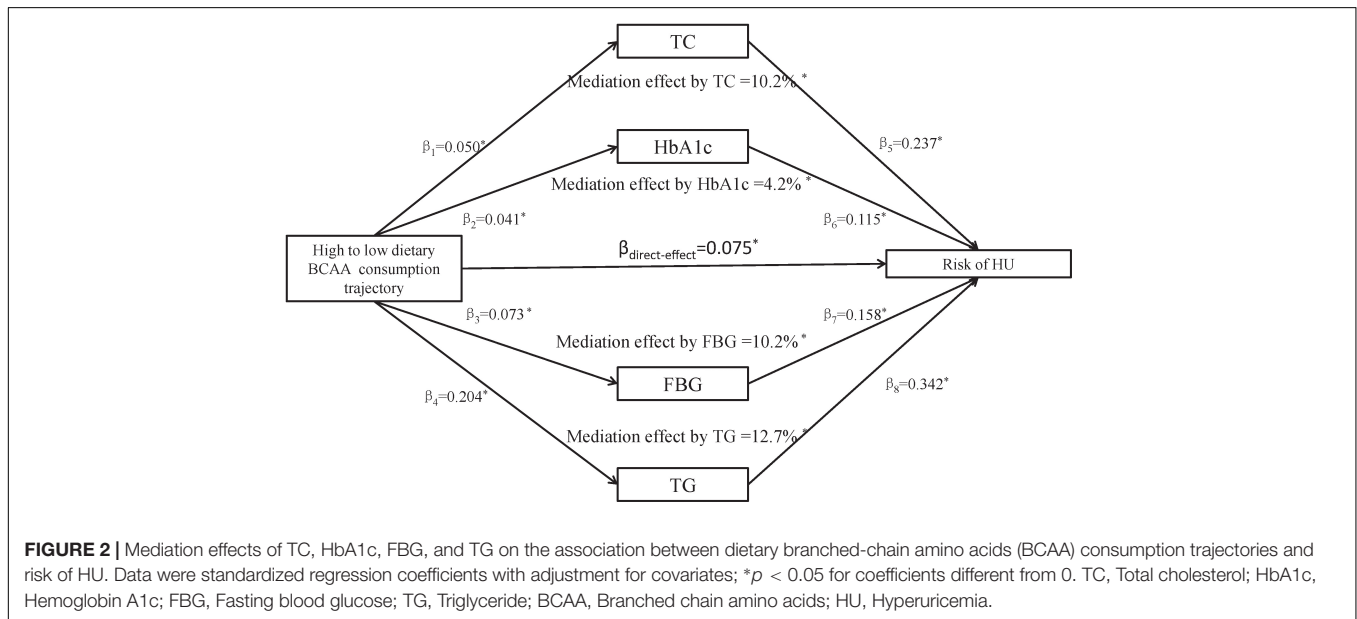 TC
Mediation effect by TC =10.2% *
β1=0.050*
β5=0.237*
HbA1c
Mediation effect by HbA1c =4.2% *
β2=0.041*
β6=0.115*
High to low dietary
BCAA consumption
trajectory
βdirect-effect=0.075*
Risk of HU
β3=0.073*
β7=0.158*
Mediation effect by FBG =10.2% *
FBG
β4=0.204*
β8=0.342*
Mediation effect by TG =12.7% *
TG
FIGURE 2 | Mediation effects of TC, HbA1c, FBG, and TG on the association between dietary branched-chain amino acids (BCAA) consumption trajectories and
risk of HU. Data were standardized regression coefficients with adjustment for covariates; *p < 0.05 for coefficients different from 0. TC, Total cholesterol; HbA1c,
Hemoglobin A1c; FBG, Fasting blood glucose; TG, Triglyceride; BCAA, Branched chain amino acids; HU, Hyperuricemia.